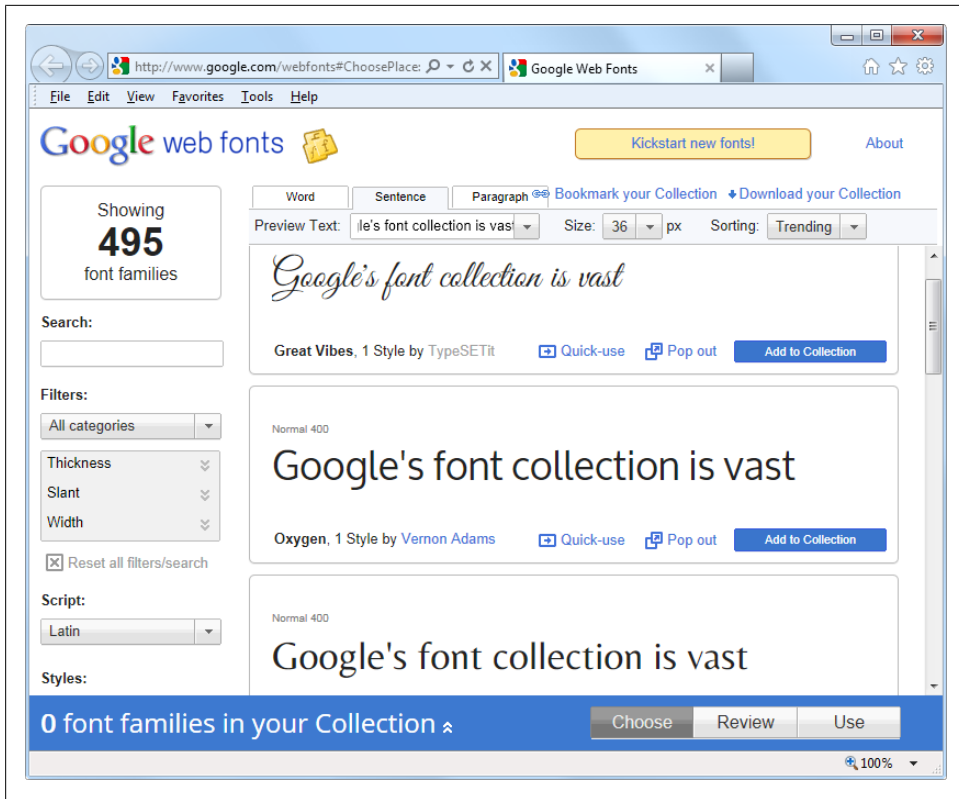 http://www.google.com/webfonts#ChoosePlace:
Google Web Fonts
File Edit View Favorites Tools Help
Google web fonts
Kickstart new fonts!
About
Showing
495
font families
Word Sentence Paragraph Bookmark your Collection Download your Collection
Preview Text: le's font collection is vast Size: 36 px Sorting: Trending
Google's font collection is vast
Great Vibes, 1 Style by TypeSETit Quick-use Pop out Add to Collection
Search:
Filters:
All categories
Thickness
Slant
Width
Reset all filters/search
Script:
Latin
Styles:
Normal 400
Google's font collection is vast
Oxygen, 1 Style by Vernon Adams Quick-use Pop out Add to Collection
Normal 400
Google's font collection is vast
0 font families in your Collection
Choose Review Use
100%